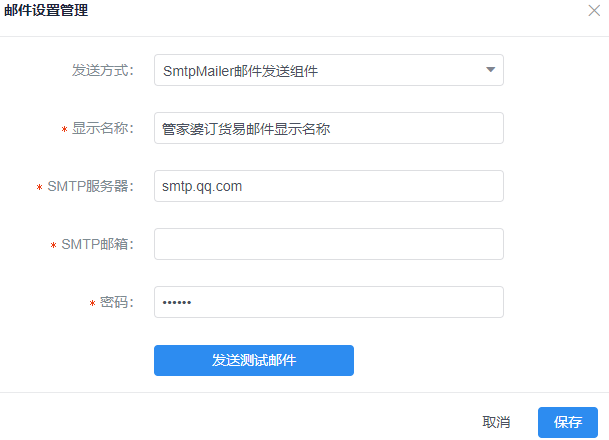 邮件设置管理
发送方式： SmtpMailer邮件发送组件
* 显示名称： 管家婆订货易邮件显示名称
* SMTP服务器： smtp.qq.com
* SMTP邮箱：
* 密码： ••••••
发送测试邮件
取消 保存